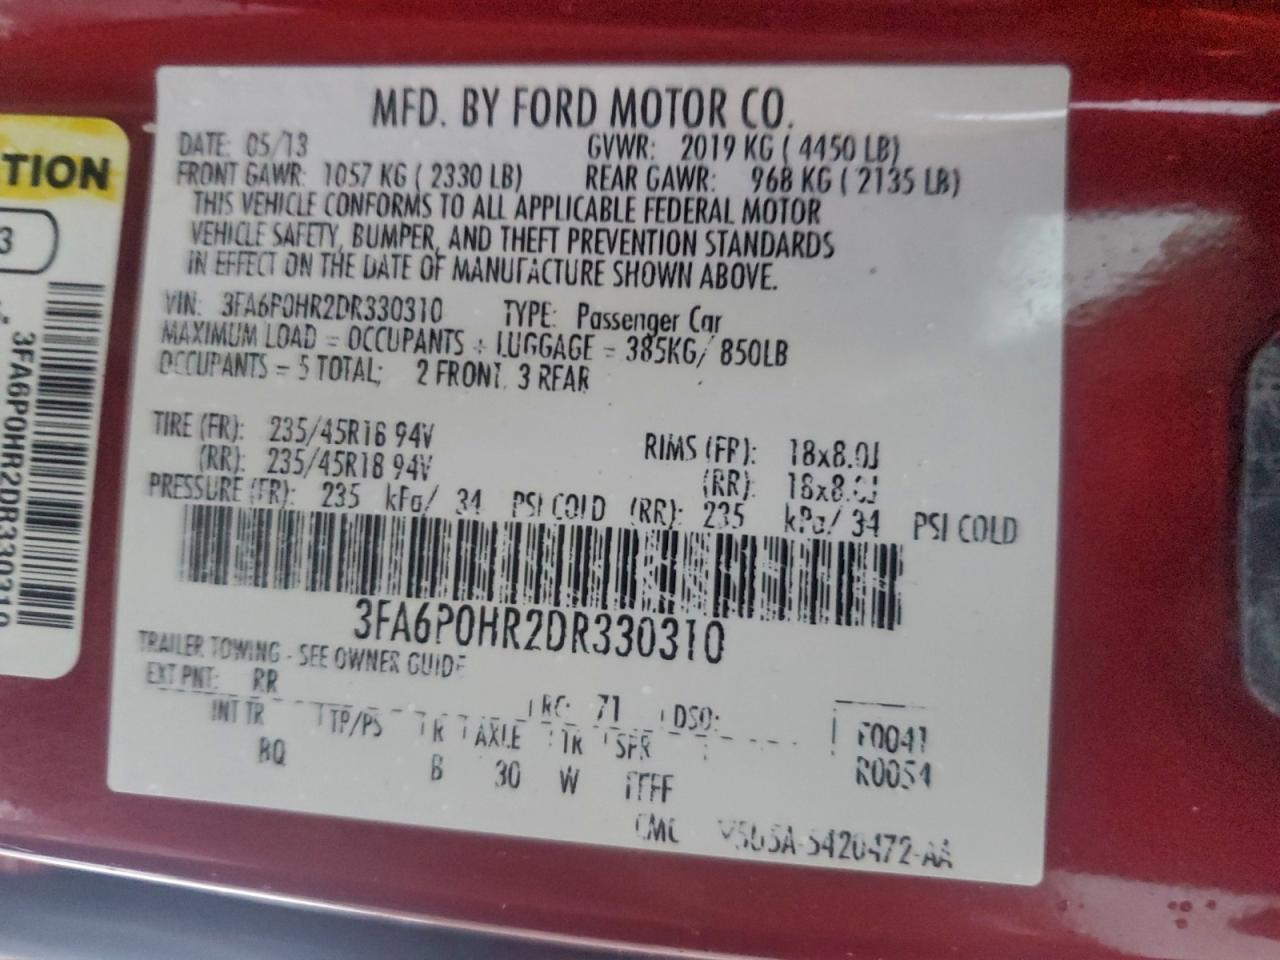 MFD. BY FORD MOTOR CO.
DATE: 05/13 GVWR: 2019 KG ( 4450 LB)
FRONT GAWR: 1057 KG ( 2330 LB) REAR GAWR: 968 KG ( 2135 LB)
THIS VEHICLE CONFORMS TO ALL APPLICABLE FEDERAL MOTOR
VEHICLE SAFETY, BUMPER, AND THEFT PREVENTION STANDARDS
IN EFFECT ON THE DATE OF MANUFACTURE SHOWN ABOVE.
VIN: 3FA6P0HR2DR330310 TYPE: Passenger Car
MAXIMUM LOAD = OCCUPANTS + LUGGAGE = 385KG/ 850LB
OCCUPANTS = 5 TOTAL; 2 FRONT, 3 REAR
TIRE (FR): 235/45R18 94V RIMS (FR): 18x8.0J
(RR): 235/45R18 94V (RR): 18x8.0J
PRESSURE (FR): 235 kPa/ 34 PSI COLD (RR): 235 kPa/ 34 PSI COLD
3FA6P0HR2DR330310
TRAILER TOWING - SEE OWNER GUIDE
EXT PNT: RR RC: 71 DSO: F0041
INT TR TP/PS R AXLE TR SPR R0054
BQ B 30 W TTFF
TION
3
3FA6P0HR2DR330310